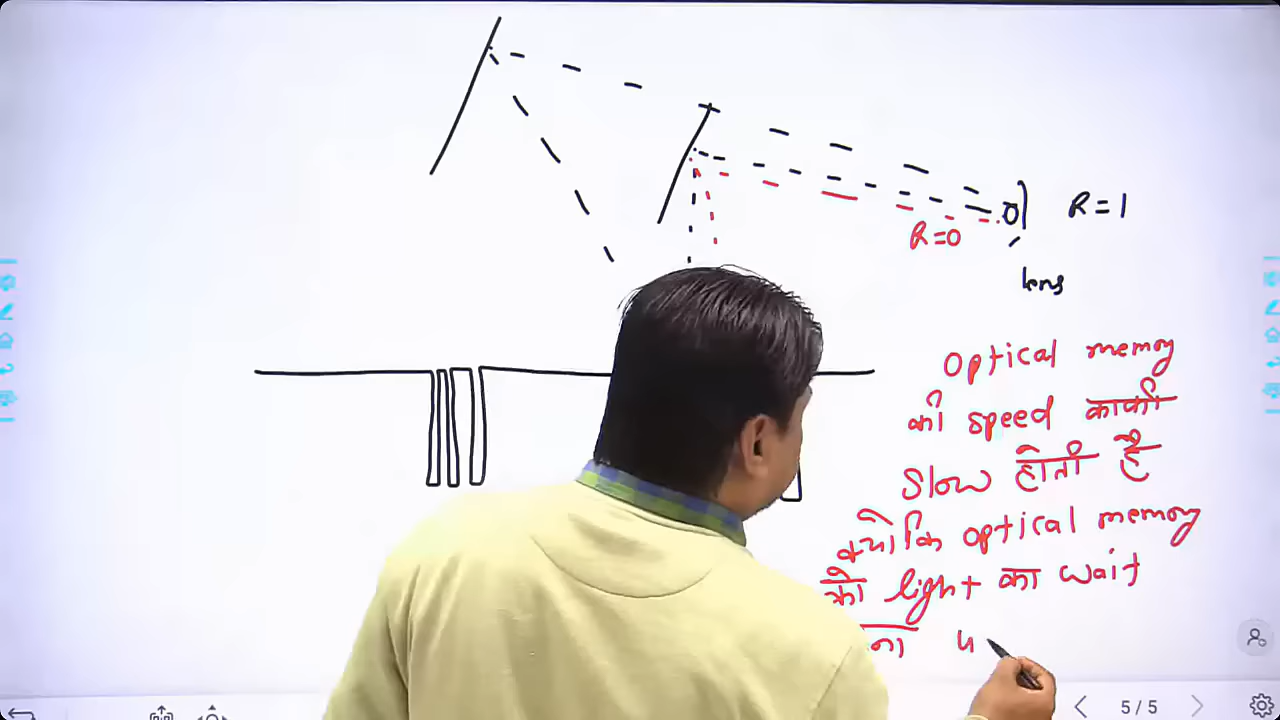 R = 1
R=0
lens
Optical memory
की speed काफी
Slow होती है
क्योकि optical memory
को light का wait
5/5